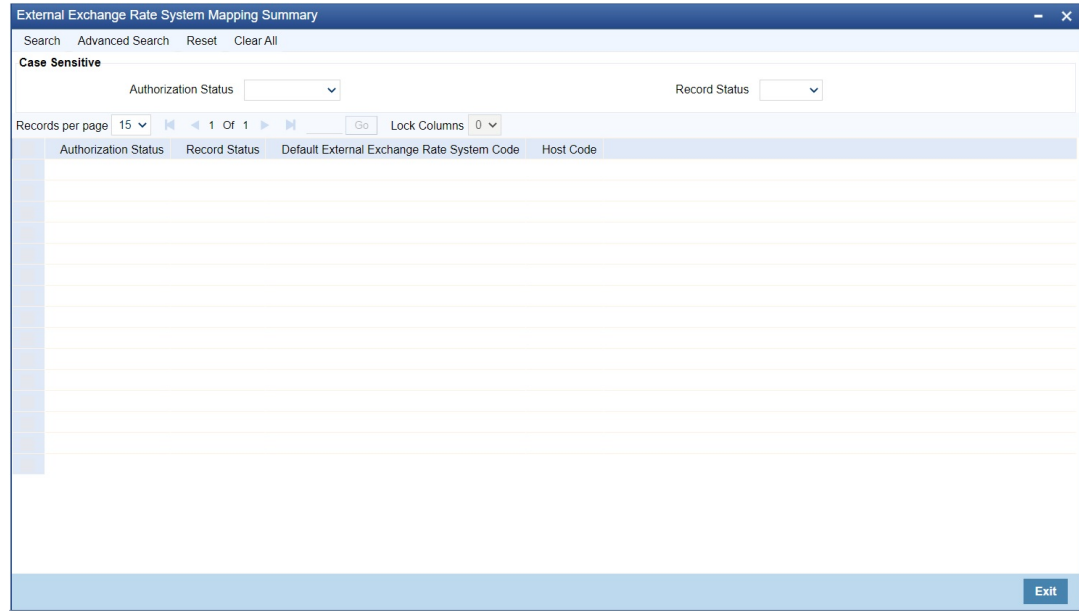 External Exchange Rate System Mapping Summary
Search Advanced Search Reset Clear All
Case Sensitive
Authorization Status Record Status
Records per page 15 1 Of 1 Go Lock Columns 0
Authorization Status Record Status Default External Exchange Rate System Code Host Code
Exit